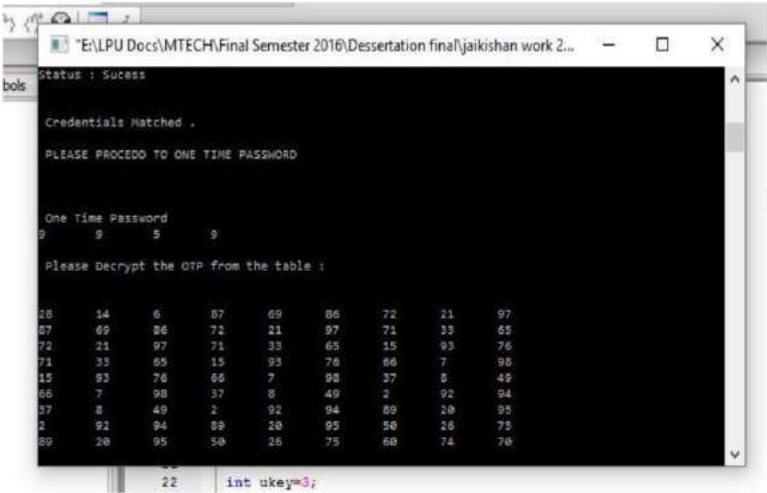 "E:\LPU Docs\MTECH\Final Semester 2016\Dessertation final\jaikishan work 2...
bols
Status : Sucess
Credentials Matched .
PLEASE PROCEDO TO ONE TIME PASSWORD
One Time Password
9 9 5 9
Please Decrypt the OTP from the table :
28 14 6 87 69 86 72 21 97
87 69 86 72 21 97 71 33 65
72 21 97 71 33 65 15 93 76
71 33 65 15 93 76 66 7 98
15 93 76 66 7 98 37 8 49
66 7 98 37 8 49 2 92 94
37 8 49 2 92 94 89 20 95
2 92 94 89 20 95 50 26 75
89 20 95 50 26 75 60 74 70
22 int ukey=3;